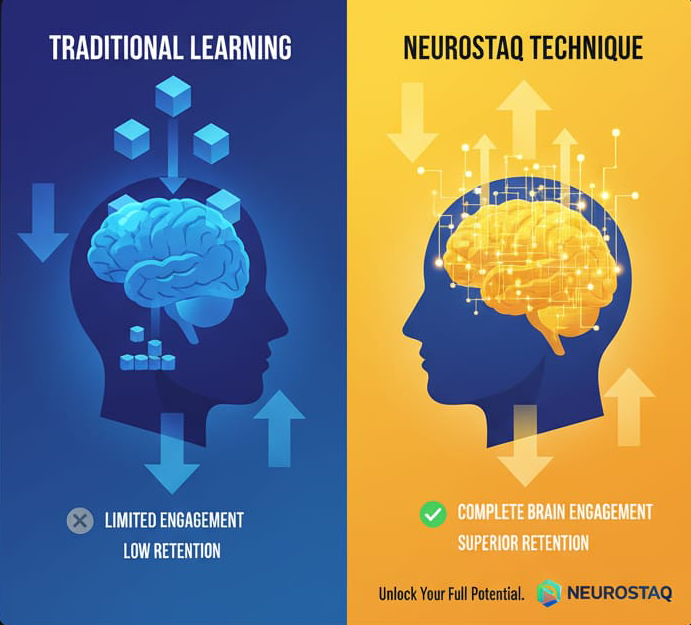 TRADITIONAL LEARNING
LIMITED ENGAGEMENT
LOW RETENTION
NEUROSTAQ TECHNIQUE
COMPLETE BRAIN ENGAGEMENT
SUPERIOR RETENTION
Unlock Your Full Potential. NEUROSTAQ